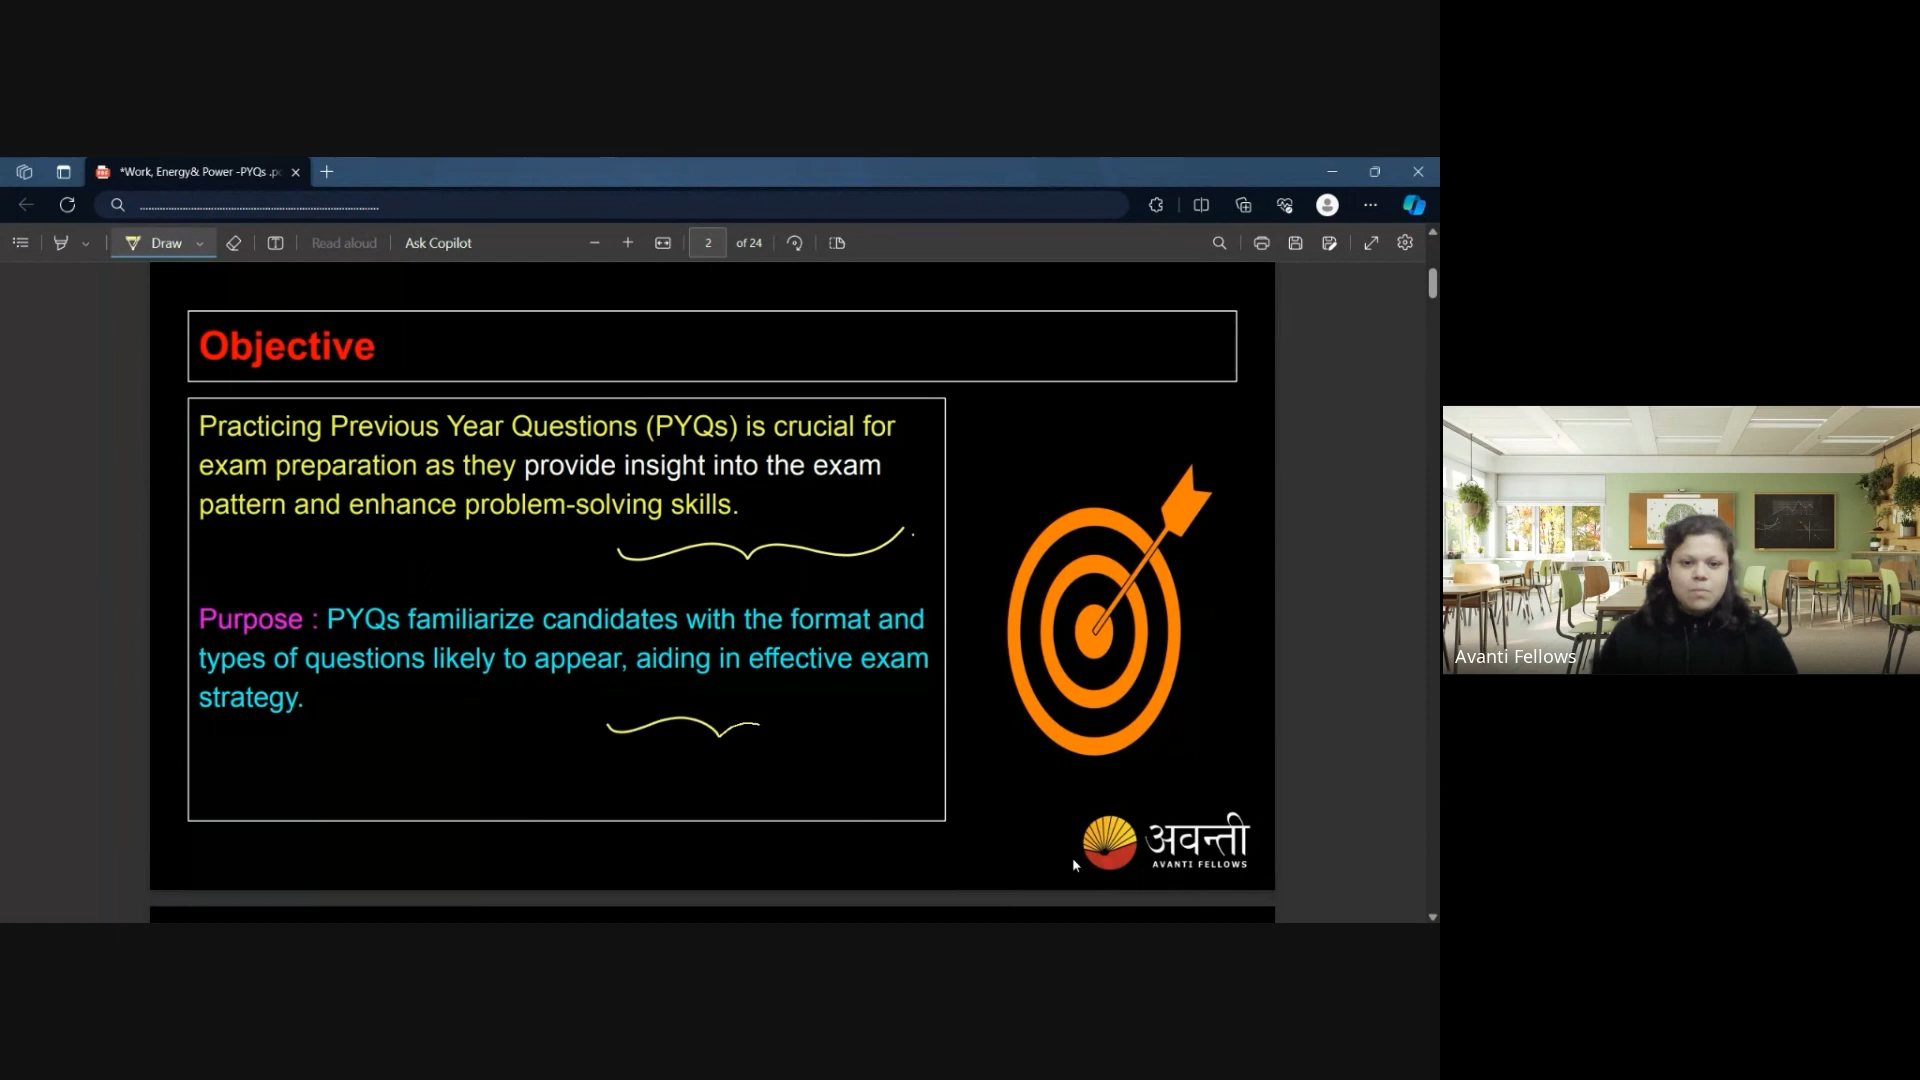 *Work, Energy& Power -PYQs .p
Draw
Read aloud
Ask Copilot
2
of 24
Objective
Practicing Previous Year Questions (PYQs) is crucial for
exam preparation as they provide insight into the exam
pattern and enhance problem-solving skills.
Purpose : PYQs familiarize candidates with the format and
types of questions likely to appear, aiding in effective exam
strategy.
अवन्ती
AVANTI FELLOWS
Avanti Fellows